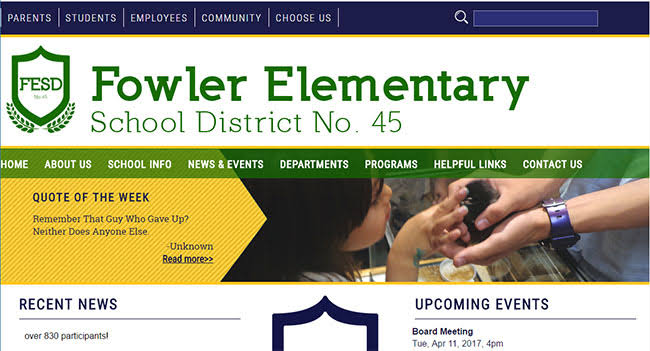 PARENTS STUDENTS EMPLOYEES COMMUNITY CHOOSE US
FESD
No. 45
Fowler Elementary
School District No. 45
HOME ABOUT US SCHOOL INFO NEWS & EVENTS DEPARTMENTS PROGRAMS HELPFUL LINKS CONTACT US
QUOTE OF THE WEEK
Remember That Guy Who Gave Up?
Neither Does Anyone Else.
-Unknown
Read more>>
RECENT NEWS
over 830 participants!
UPCOMING EVENTS
Board Meeting
Tue, Apr 11, 2017, 4pm